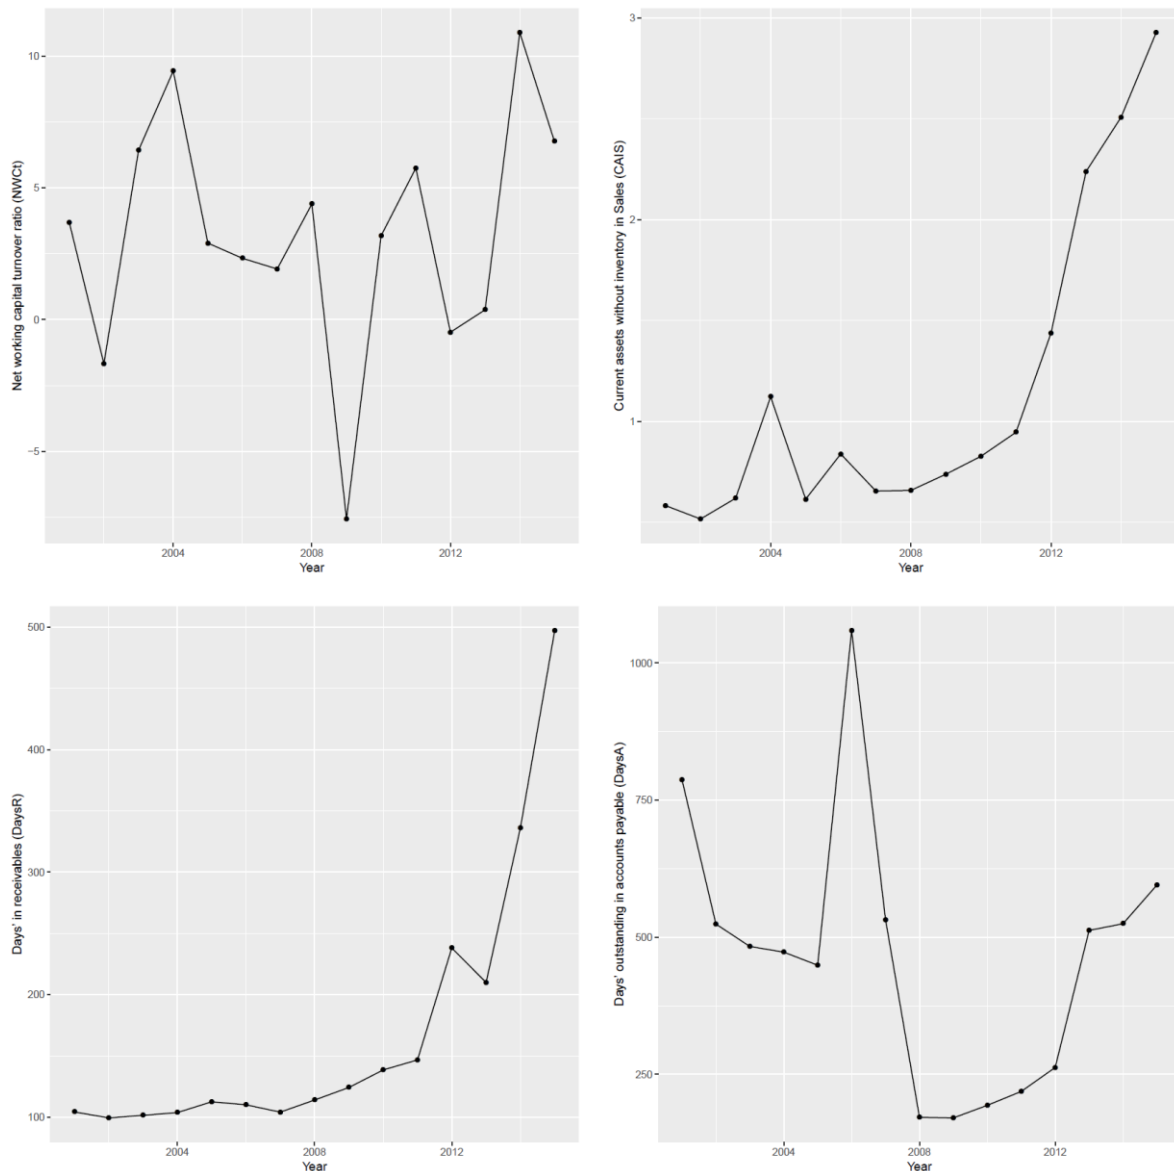 Net working capital turnover ratio (NWCt)
10
5
0
−5
2004 2008 2012
Year
Current assets without inventory in Sales (CAIS)
3
2
1
2004 2008 2012
Year
Days' in receivables (DaysR)
500
400
300
200
100
2004 2008 2012
Year
Days' outstanding in accounts payable (DaysA)
1000
750
500
250
2004 2008 2012
Year